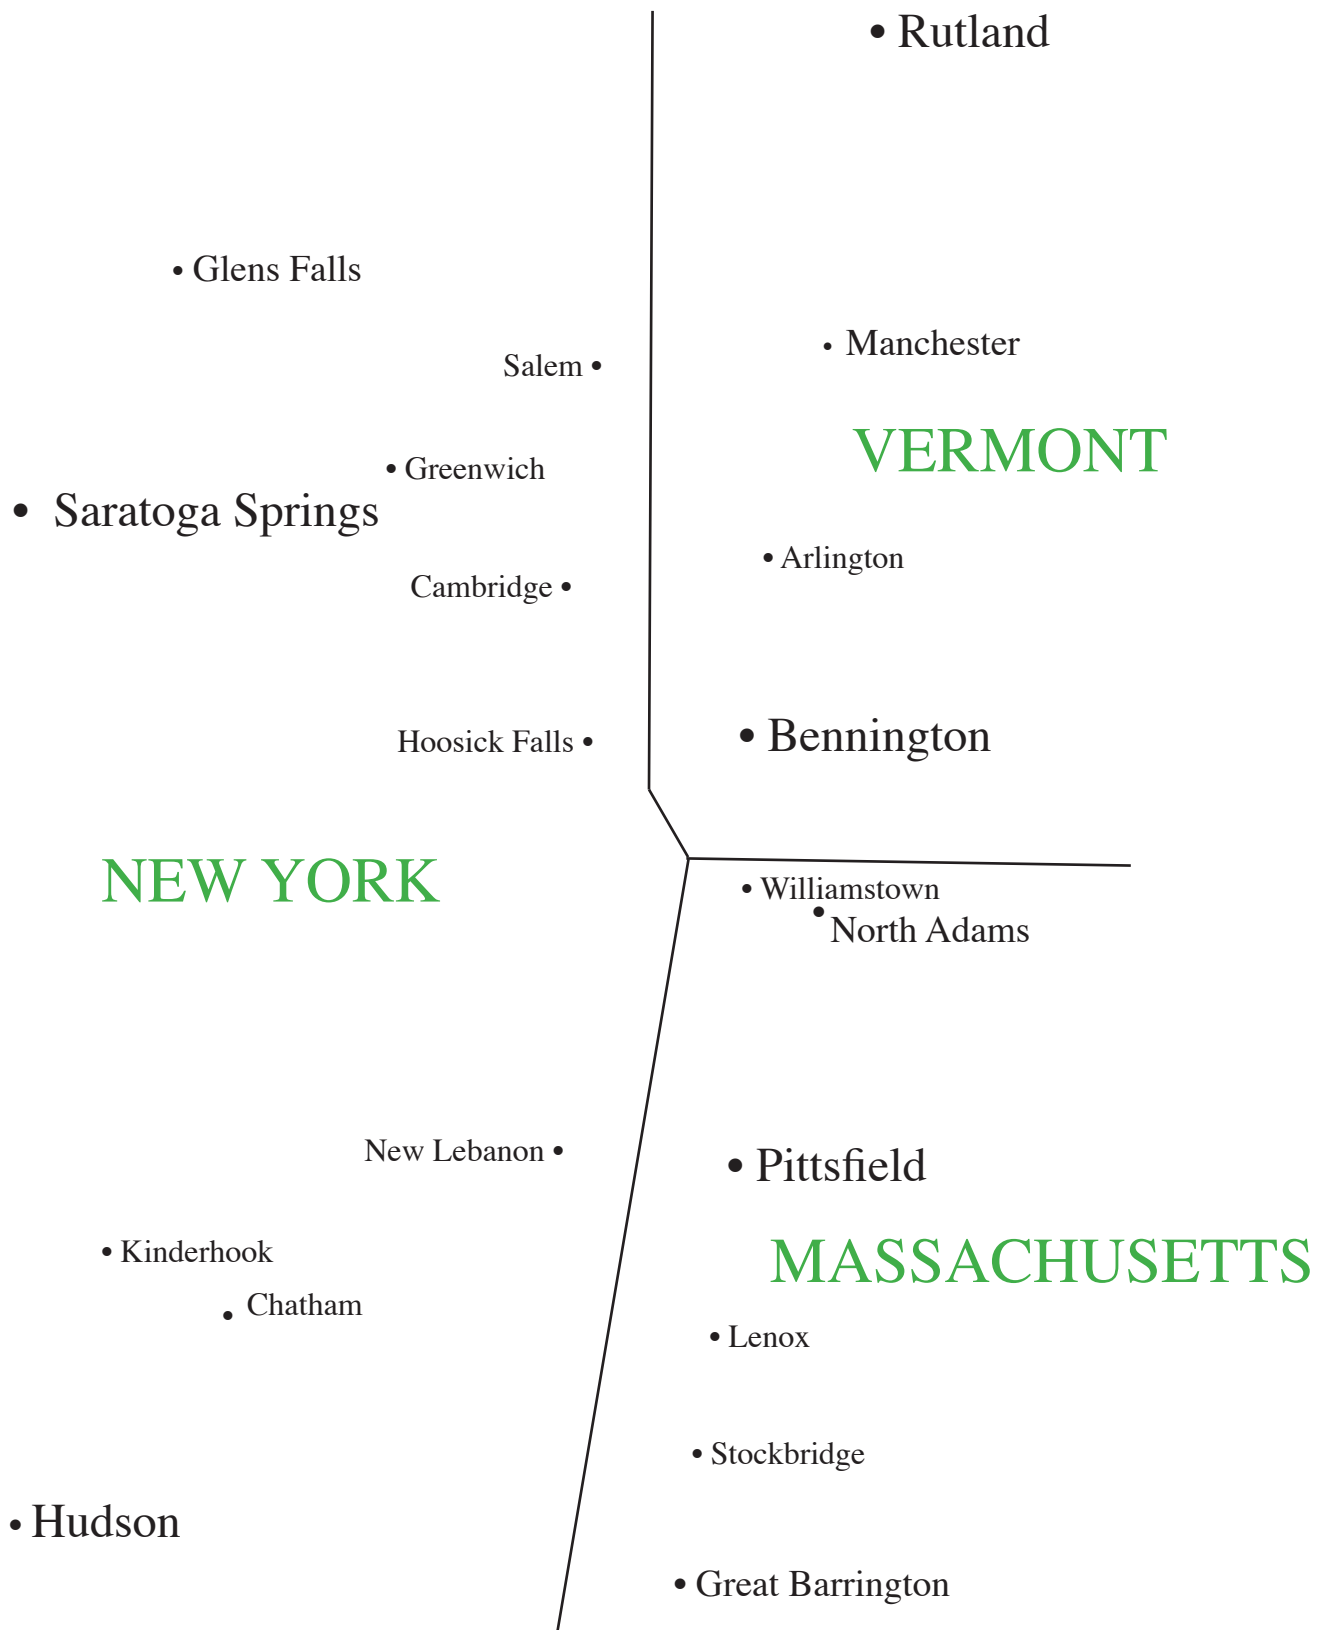 Rutland
Glens Falls
Manchester
Salem
VERMONT
Greenwich
Saratoga Springs
Arlington
Cambridge
Bennington
Hoosick Falls
NEW YORK
Williamstown
North Adams
New Lebanon
Pittsfield
Kinderhook
MASSACHUSETTS
Chatham
Lenox
Stockbridge
Hudson
Great Barrington